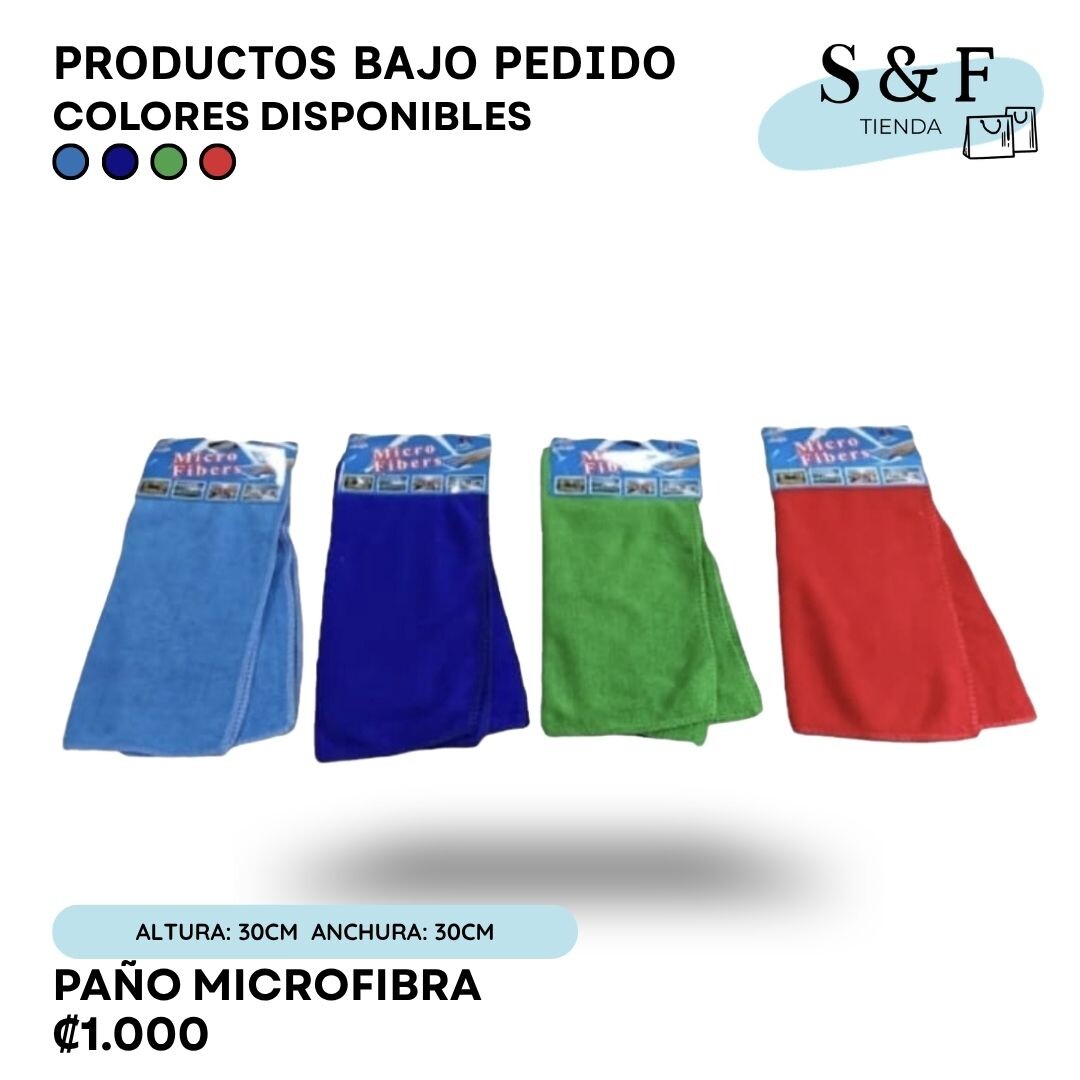 PRODUCTOS BAJO PEDIDO
COLORES DISPONIBLES
S & F
TIENDA
Micro
Fibers
Micro
Fibers
Micro
Fibers
ALTURA: 30CM ANCHURA: 30CM
PAÑO MICROFIBRA
₡1.000